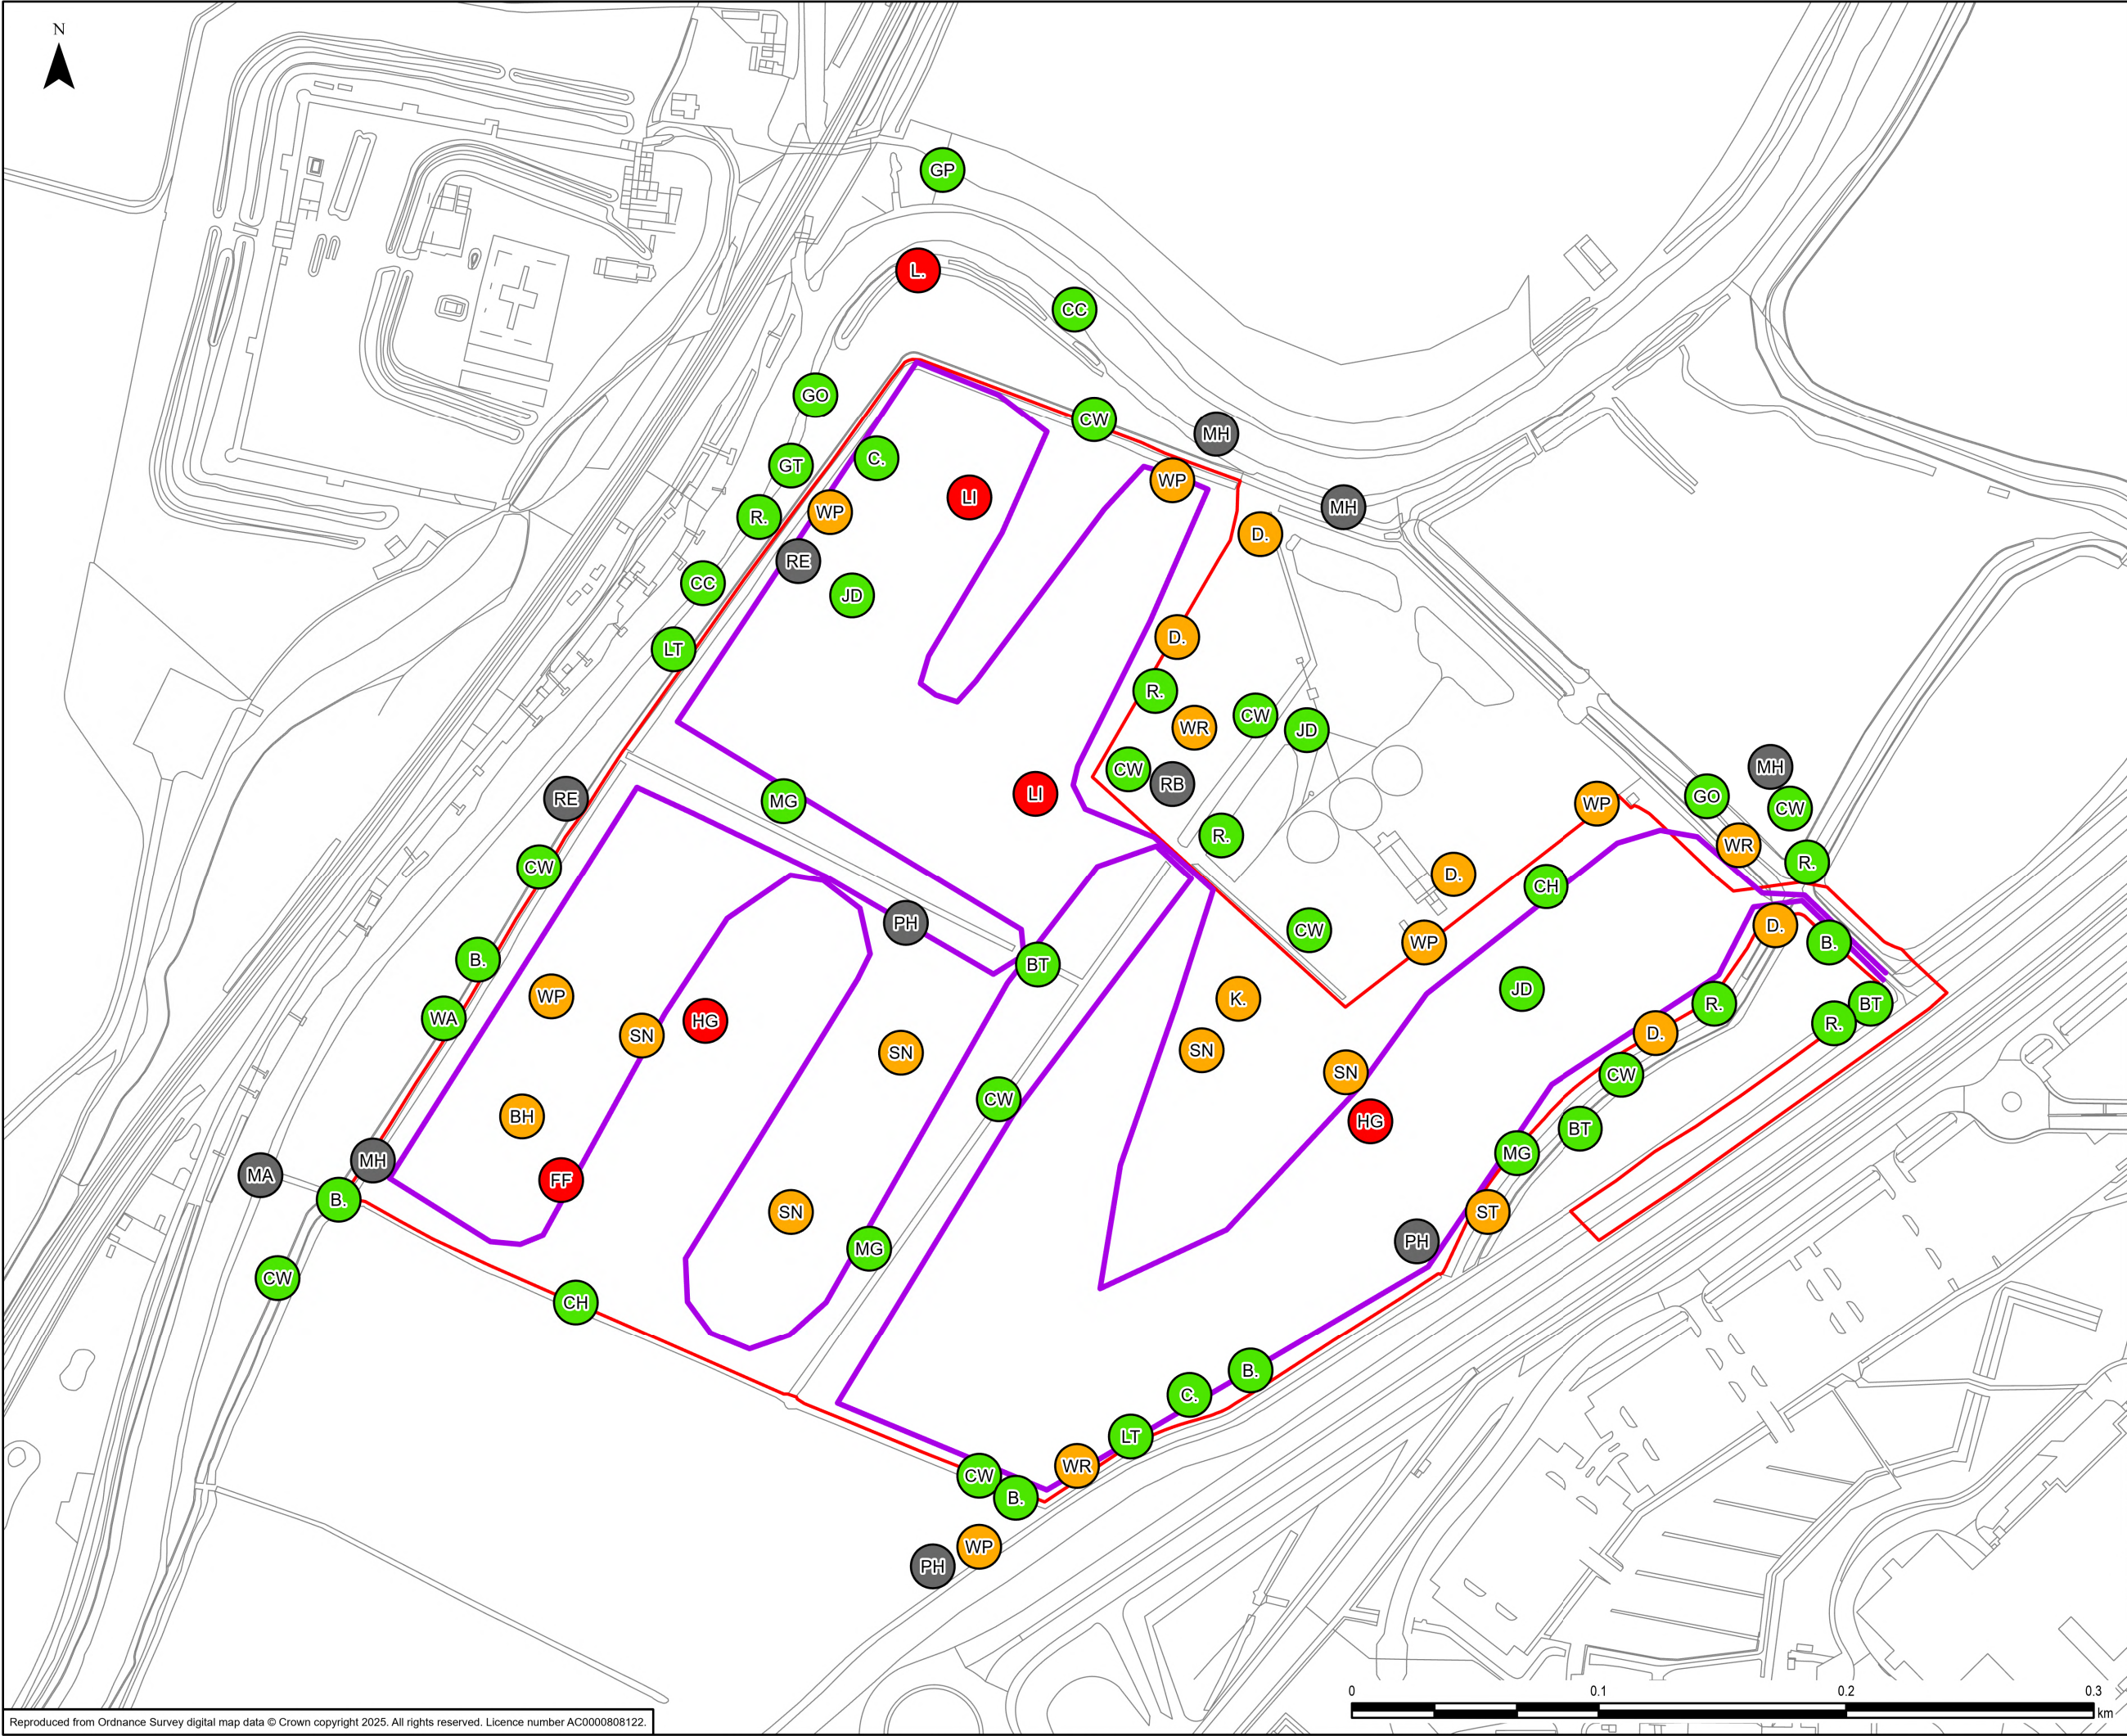 N
GP
L.
CC
GO
CW
MH
GT
C.
WP
LI
MH
R.
WP
D.
RE
CC
JD
D.
LT
R.
CW
WR
JD
CW
MH
RB
RE
LI
GO
MG
WP
CW
R.
WR
R.
CW
D.
CH
PH
D.
CW
WP
B.
B.
BT
JD
WP
K.
R.
BT
WA
HG
R.
SN
D.
SN
SN
SN
CW
CW
BH
HG
BT
MG
MH
MA
FF
B.
SN
ST
PH
MG
CW
CH
B.
C.
LT
WR
CW
B.
WP
PH
0
0.1
0.2
0.3
km
Reproduced from Ordnance Survey digital map data © Crown copyright 2025. All rights reserved. Licence number AC0000808122.